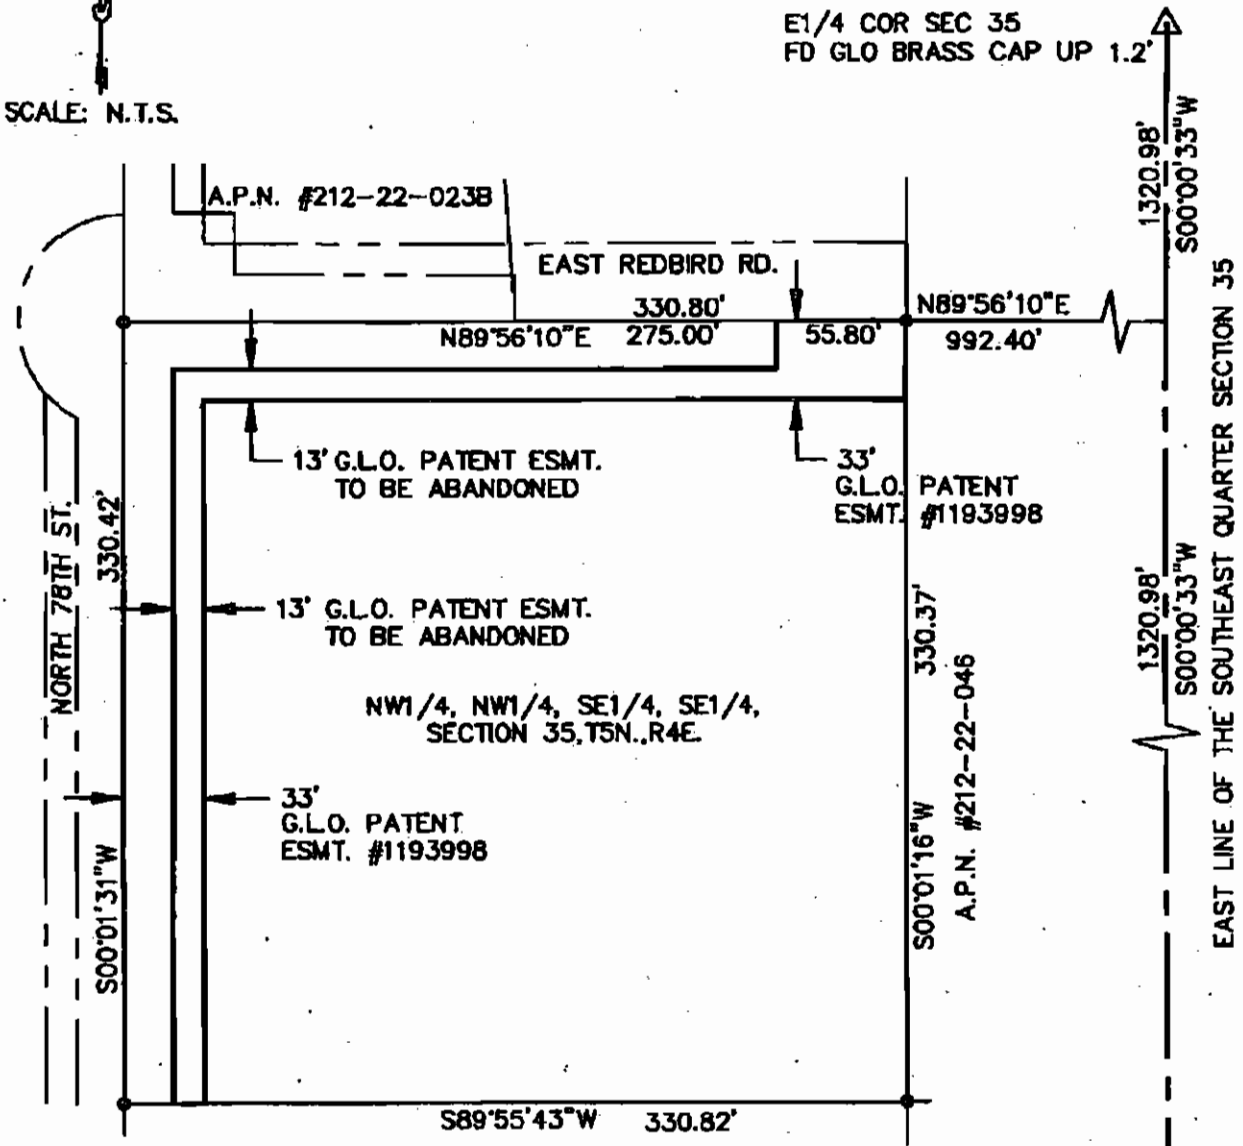 E1/4 COR SEC 35
FD GLO BRASS CAP UP 1.2'
SCALE: N.T.S.
1320.98'
S00°00'33"W
A.P.N. #212-22-023B
EAST REDBIRD RD.
330.80'
N89°56'10"E
N89°56'10"E
275.00'
55.80'
992.40'
13' G.L.O. PATENT ESMT.
TO BE ABANDONED
33'
G.L.O. PATENT
ESMT. #1193998
NORTH 78TH ST.
330.42'
13' G.L.O. PATENT ESMT.
TO BE ABANDONED
330.37'
1320.98'
S00°00'33"W
EAST LINE OF THE SOUTHEAST QUARTER SECTION 35
NW1/4, NW1/4, SE1/4, SE1/4,
SECTION 35,T5N.,R4E.
A.P.N. #212-22-046
33'
G.L.O. PATENT
ESMT. #1193998
S00°01'31"W
S00°01'16"W
S89°55'43"W
330.82'